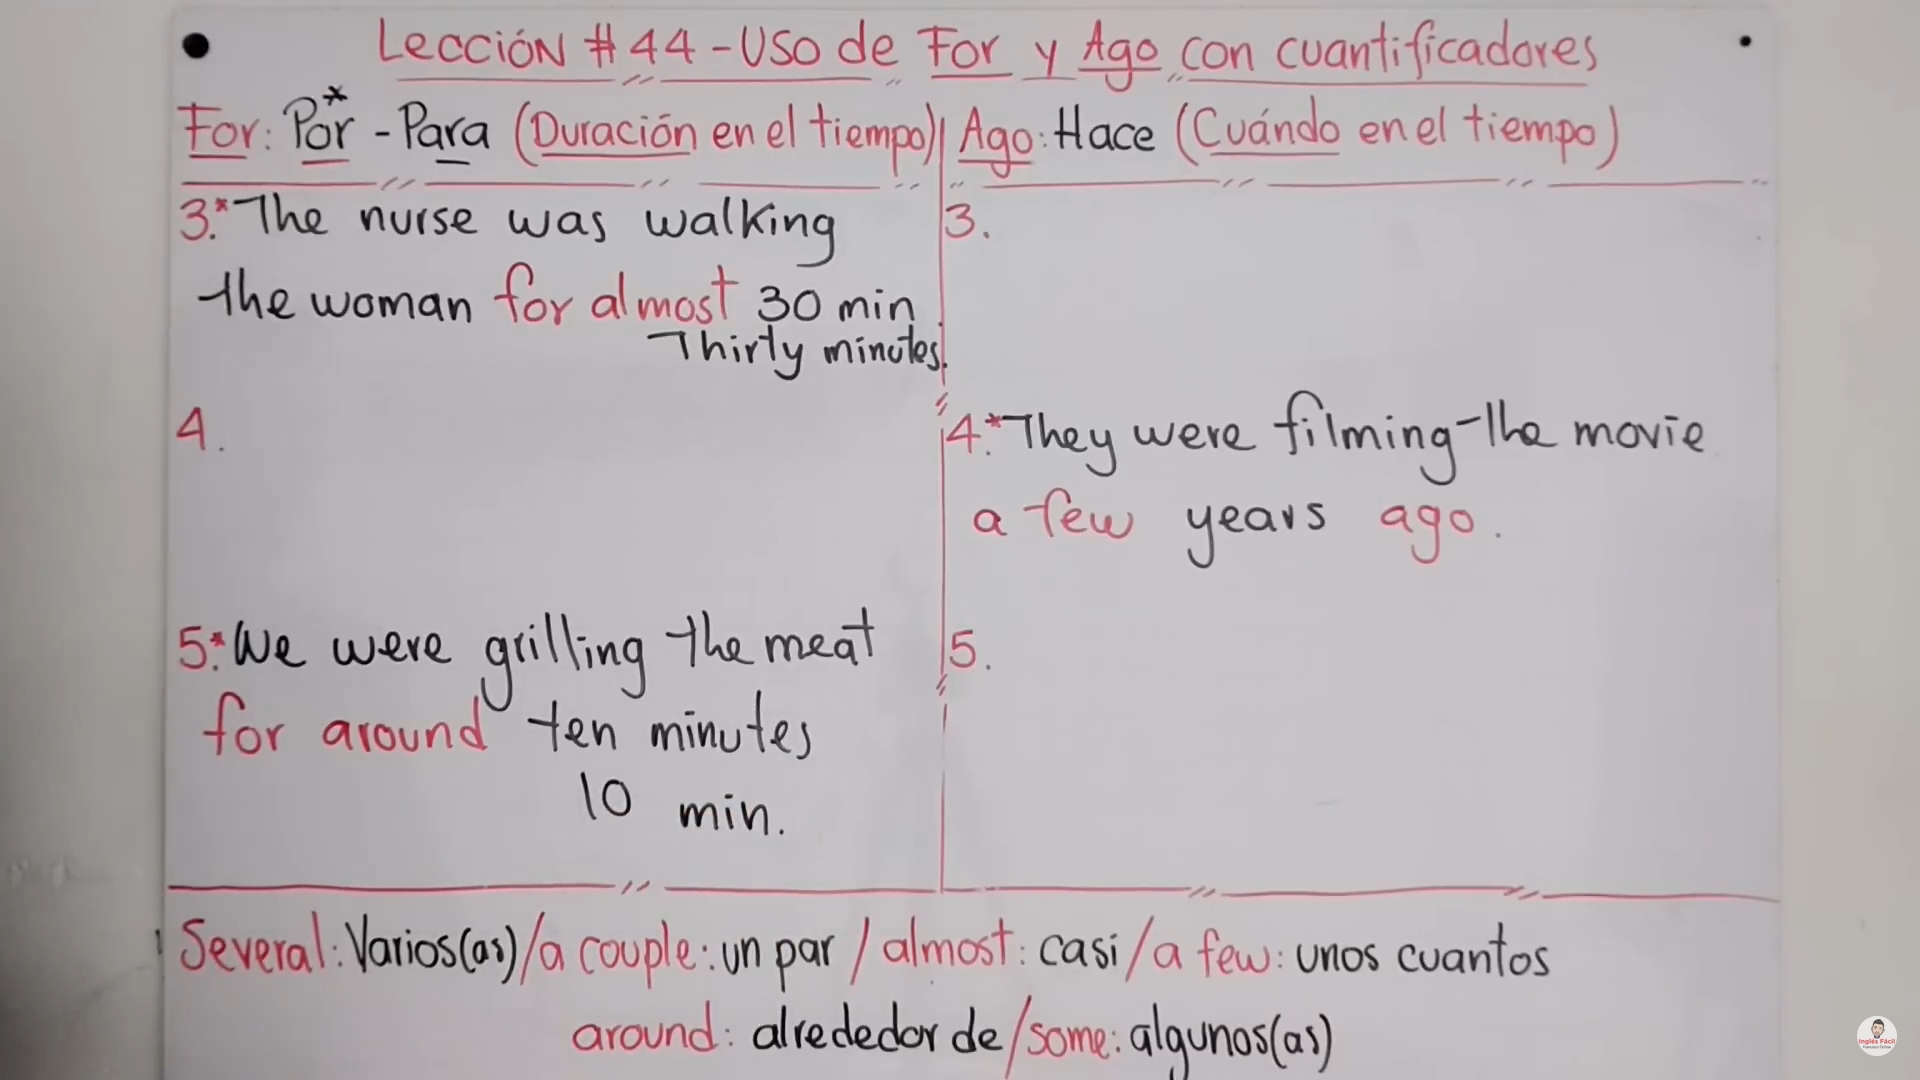 Lección #44 - Uso de For y Ago con cuantificadores
For: Por* - Para (Duración en el tiempo) Ago: Hace (Cuándo en el tiempo)
3.* The nurse was walking
the woman for almost 30 min
Thirty minutes.
4.
5.* We were grilling the meat
for around ten minutes
10 min.
3.
4.* They were filming the movie
a few years ago.
5.
Several: Varios(as) / a couple: un par / almost: casi / a few: unos cuantos
around: alrededor de / some: algunos(as)
Inglés Fácil